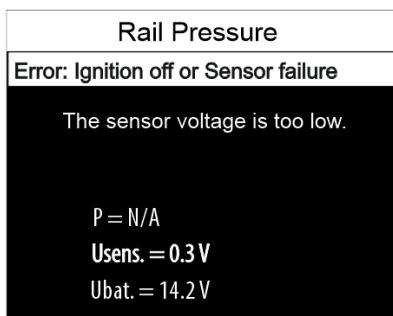 Rail Pressure
Error: Ignition off or Sensor failure
The sensor voltage is too low.
P = N/A
Usens. = 0.3 V
Ubat. = 14.2 V